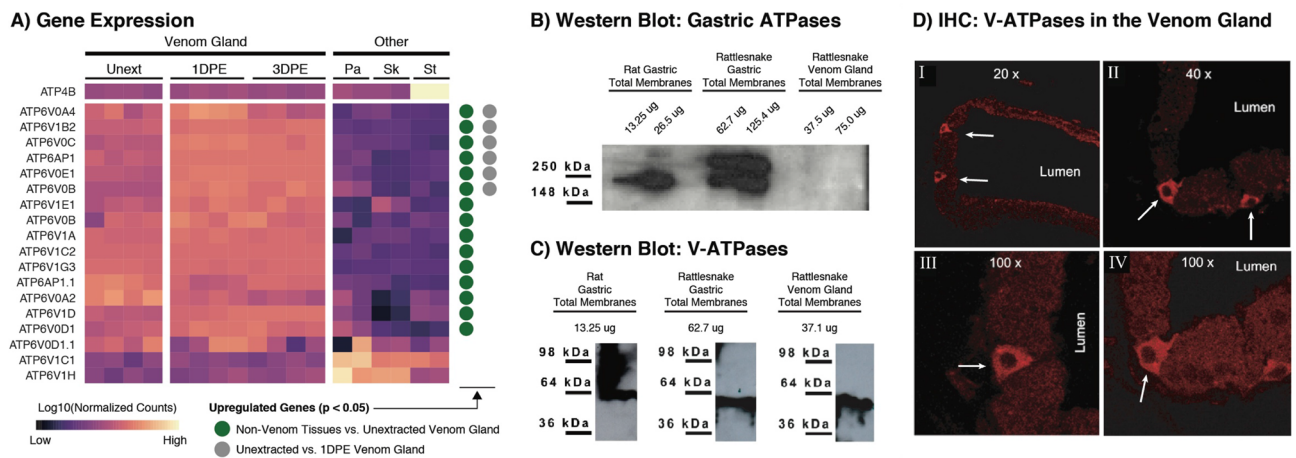 A) Gene Expression
Venom Gland
Other
Unext
1DPE
3DPE
Pa
Sk
St
ATP4B
ATP6V0A4
ATP6V1B2
ATP6V0C
ATP6AP1
ATP6V0E1
ATP6V0B
ATP6V1E1
ATP6V0B
ATP6V1A
ATP6V1C2
ATP6V1G3
ATP6AP1.1
ATP6V0A2
ATP6V1D
ATP6V0D1
ATP6V0D1.1
ATP6V1C1
ATP6V1H
Log10(Normalized Counts)
Low
High
Upregulated Genes (p < 0.05)
Non-Venom Tissues vs. Unextracted Venom Gland
Unextracted vs. 1DPE Venom Gland
B) Western Blot: Gastric ATPases
Rat Gastric
Total Membranes
Rattlesnake
Gastric
Total Membranes
Rattlesnake
Venom Gland
Total Membranes
13.25 ug
26.5 ug
62.7 ug
125.4 ug
37.5 ug
75.0 ug
250 kDa
148 kDa
C) Western Blot: V-ATPases
Rat
Gastric
Total Membranes
13.25 ug
98 kDa
64 kDa
36 kDa
Rattlesnake
Gastric
Total Membranes
62.7 ug
98 kDa
64 kDa
36 kDa
Rattlesnake
Venom Gland
Total Membranes
37.1 ug
98 kDa
64 kDa
36 kDa
D) IHC: V-ATPases in the Venom Gland
I
20 x
Lumen
II
40 x
Lumen
III
100 x
Lumen
IV
100 x
Lumen